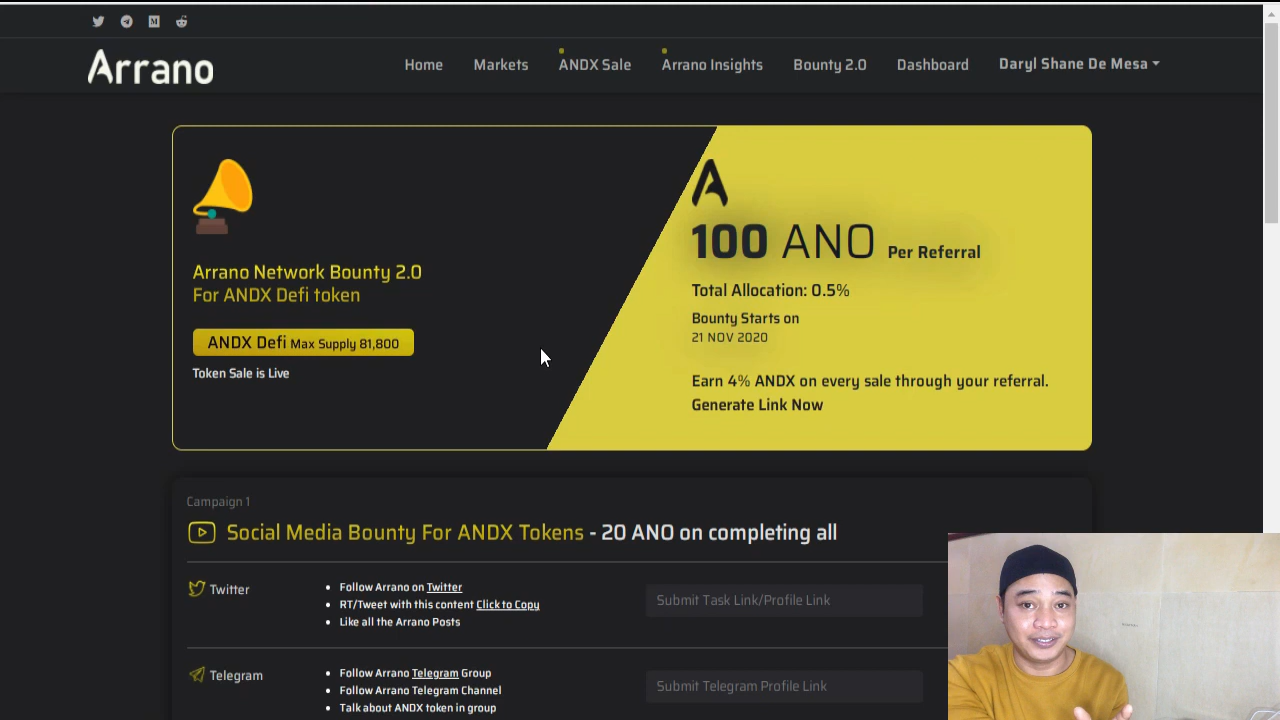 Arrano
Home
Markets
ANDX Sale
Arrano Insights
Bounty 2.0
Dashboard
Daryl Shane De Mesa
Arrano Network Bounty 2.0
For ANDX Defi token
ANDX Defi Max Supply 81,800
Token Sale is Live
100 ANO Per Referral
Total Allocation: 0.5%
Bounty Starts on
21 NOV 2020
Earn 4% ANDX on every sale through your referral.
Generate Link Now
Campaign 1
Social Media Bounty For ANDX Tokens - 20 ANO on completing all
Twitter
Follow Arrano on Twitter
RT/Tweet with this content Click to Copy
Like all the Arrano Posts
Submit Task Link/Profile Link
Telegram
Follow Arrano Telegram Group
Follow Arrano Telegram Channel
Talk about ANDX token in group
Submit Telegram Profile Link